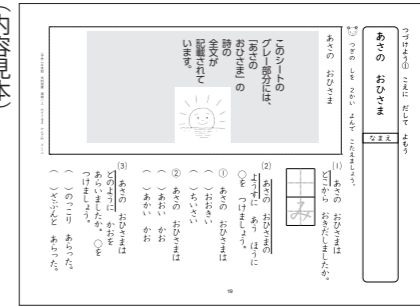 (内容見本)
つづけよう① こえに だして よもう
あさの おひさま
なまえ
つぎの しを 2かい よんで こたえましょう。
あさの おひさま
このシートの
グレー部分には、
「あさの
おひさま」の
詩の
全文が
記載されて
います。
(1) あさの おひさまは
どこから おきだしましたか。
み
(2) あさの おひさまの
ようすに あう ほうに
○を つけましょう。
① あさの おひさまは
( )おおきい
( )ちいさい
② あさの おひさまは
( )あおい かお
( )あかい かお
(3) あさの おひさまは
どのように かおを
あらいましたか。○を
つけましょう。
( )のっこり あらった。
( )ざぶんと あらった。